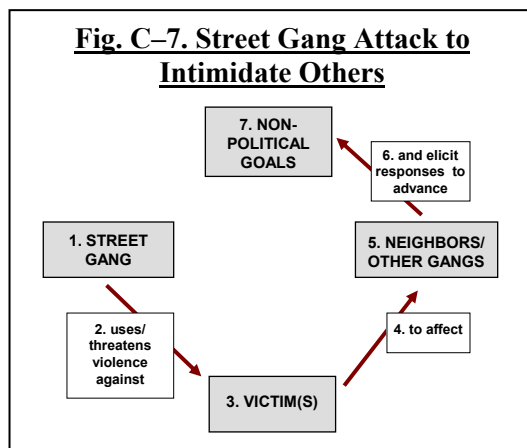 Fig. C–7. Street Gang Attack to
Intimidate Others
7. NON-
POLITICAL
GOALS
6. and elicit
responses to
advance
1. STREET
GANG
5. NEIGHBORS/
OTHER GANGS
2. uses/
threatens
violence
against
4. to affect
3. VICTIM(S)